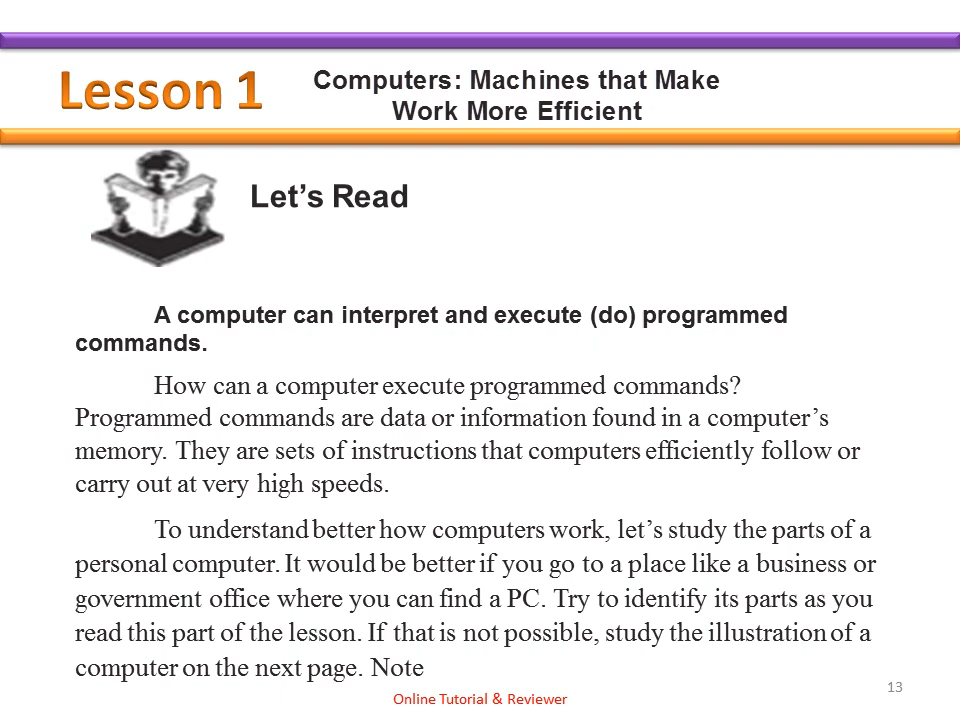 Lesson 1
Computers: Machines that Make
Work More Efficient
Let’s Read
A computer can interpret and execute (do) programmed
commands.
How can a computer execute programmed commands?
Programmed commands are data or information found in a computer’s
memory. They are sets of instructions that computers efficiently follow or
carry out at very high speeds.
To understand better how computers work, let’s study the parts of a
personal computer. It would be better if you go to a place like a business or
government office where you can find a PC. Try to identify its parts as you
read this part of the lesson. If that is not possible, study the illustration of a
computer on the next page. Note
13
Online Tutorial & Reviewer